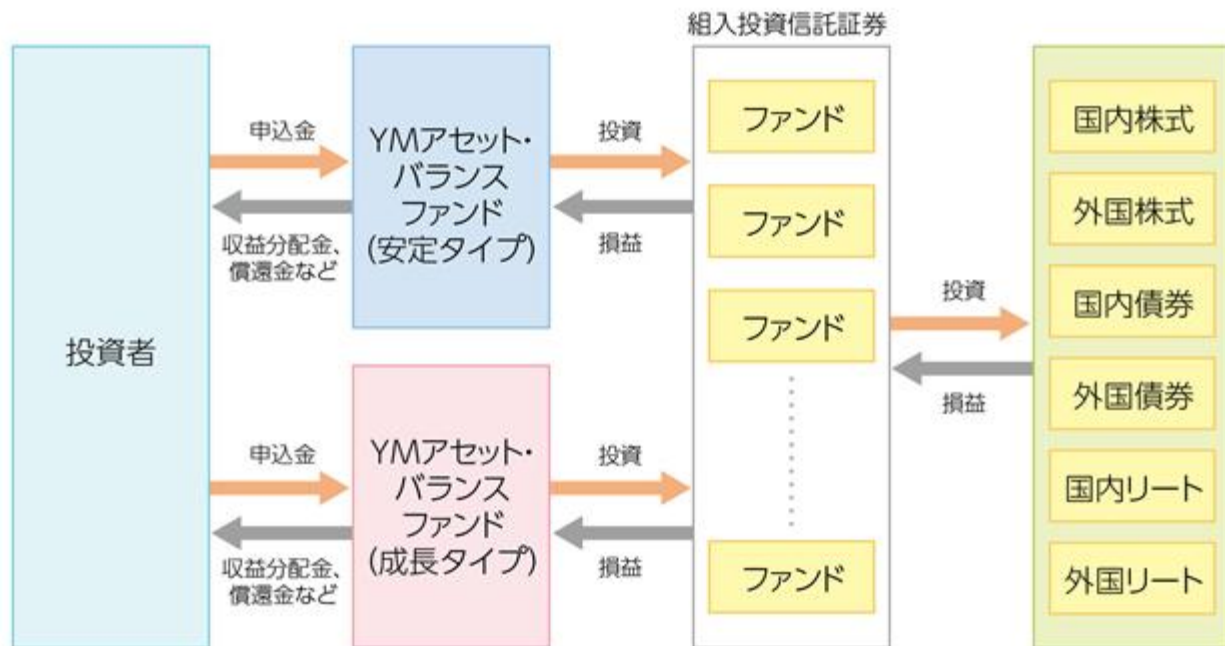 組入投資信託証券
投資者
申込金
収益分配金、
償還金など
YMアセット・
バランス
ファンド
(安定タイプ)
投資
損益
申込金
収益分配金、
償還金など
YMアセット・
バランス
ファンド
(成長タイプ)
投資
損益
ファンド
ファンド
ファンド
ファンド
投資
損益
国内株式
外国株式
国内債券
外国債券
国内リート
外国リート